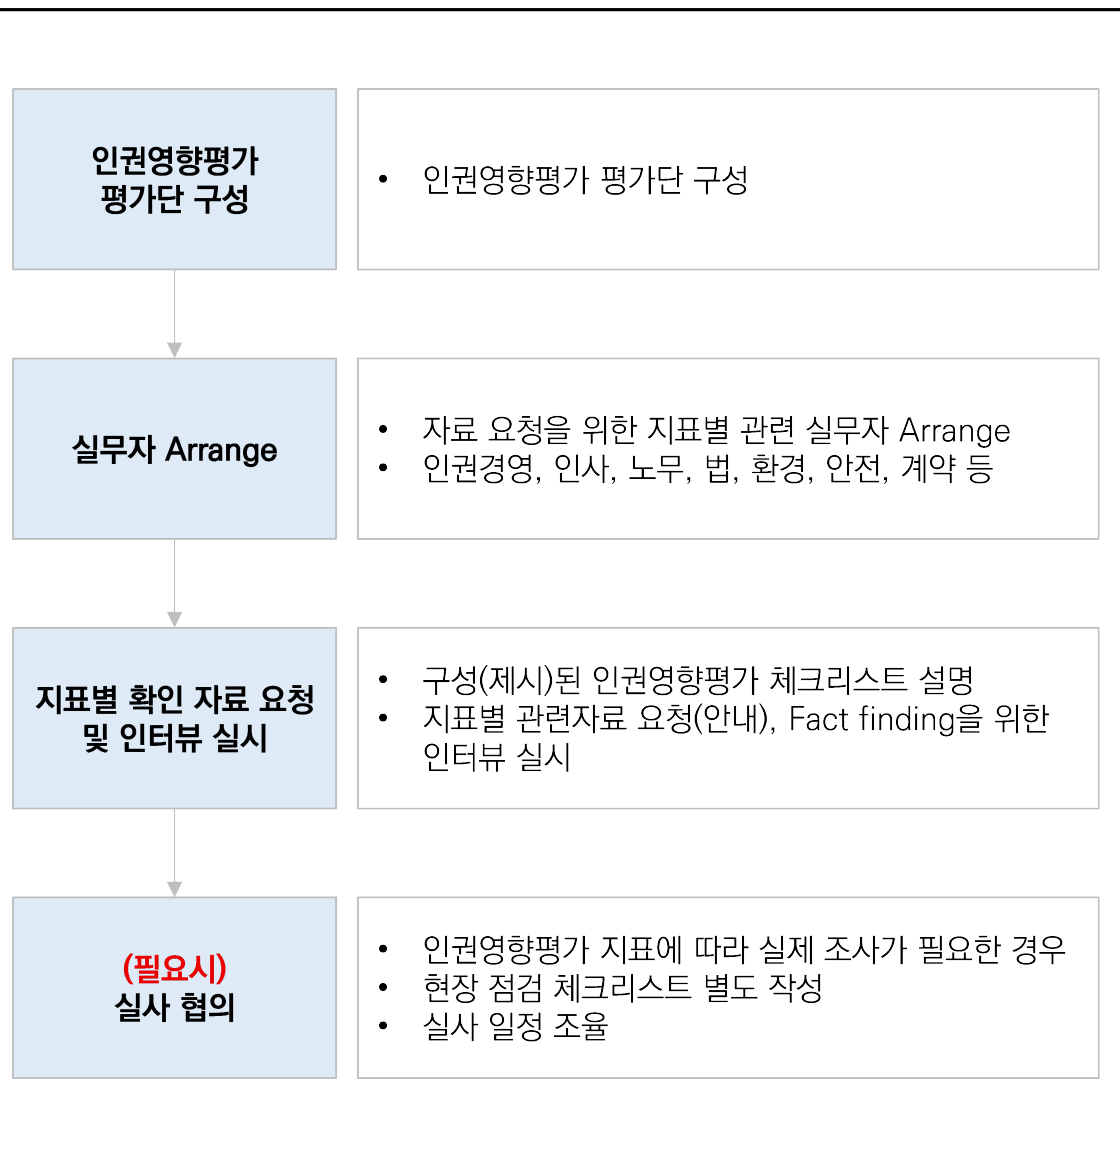 인권영향평가
평가단 구성
• 인권영향평가 평가단 구성
실무자 Arrange
• 자료 요청을 위한 지표별 관련 실무자 Arrange
• 인권경영, 인사, 노무, 법, 환경, 안전, 계약 등
지표별 확인 자료 요청
및 인터뷰 실시
• 구성(제시)된 인권영향평가 체크리스트 설명
• 지표별 관련자료 요청(안내), Fact finding을 위한
인터뷰 실시
(필요시)
실사 협의
• 인권영향평가 지표에 따라 실제 조사가 필요한 경우
• 현장 점검 체크리스트 별도 작성
• 실사 일정 조율